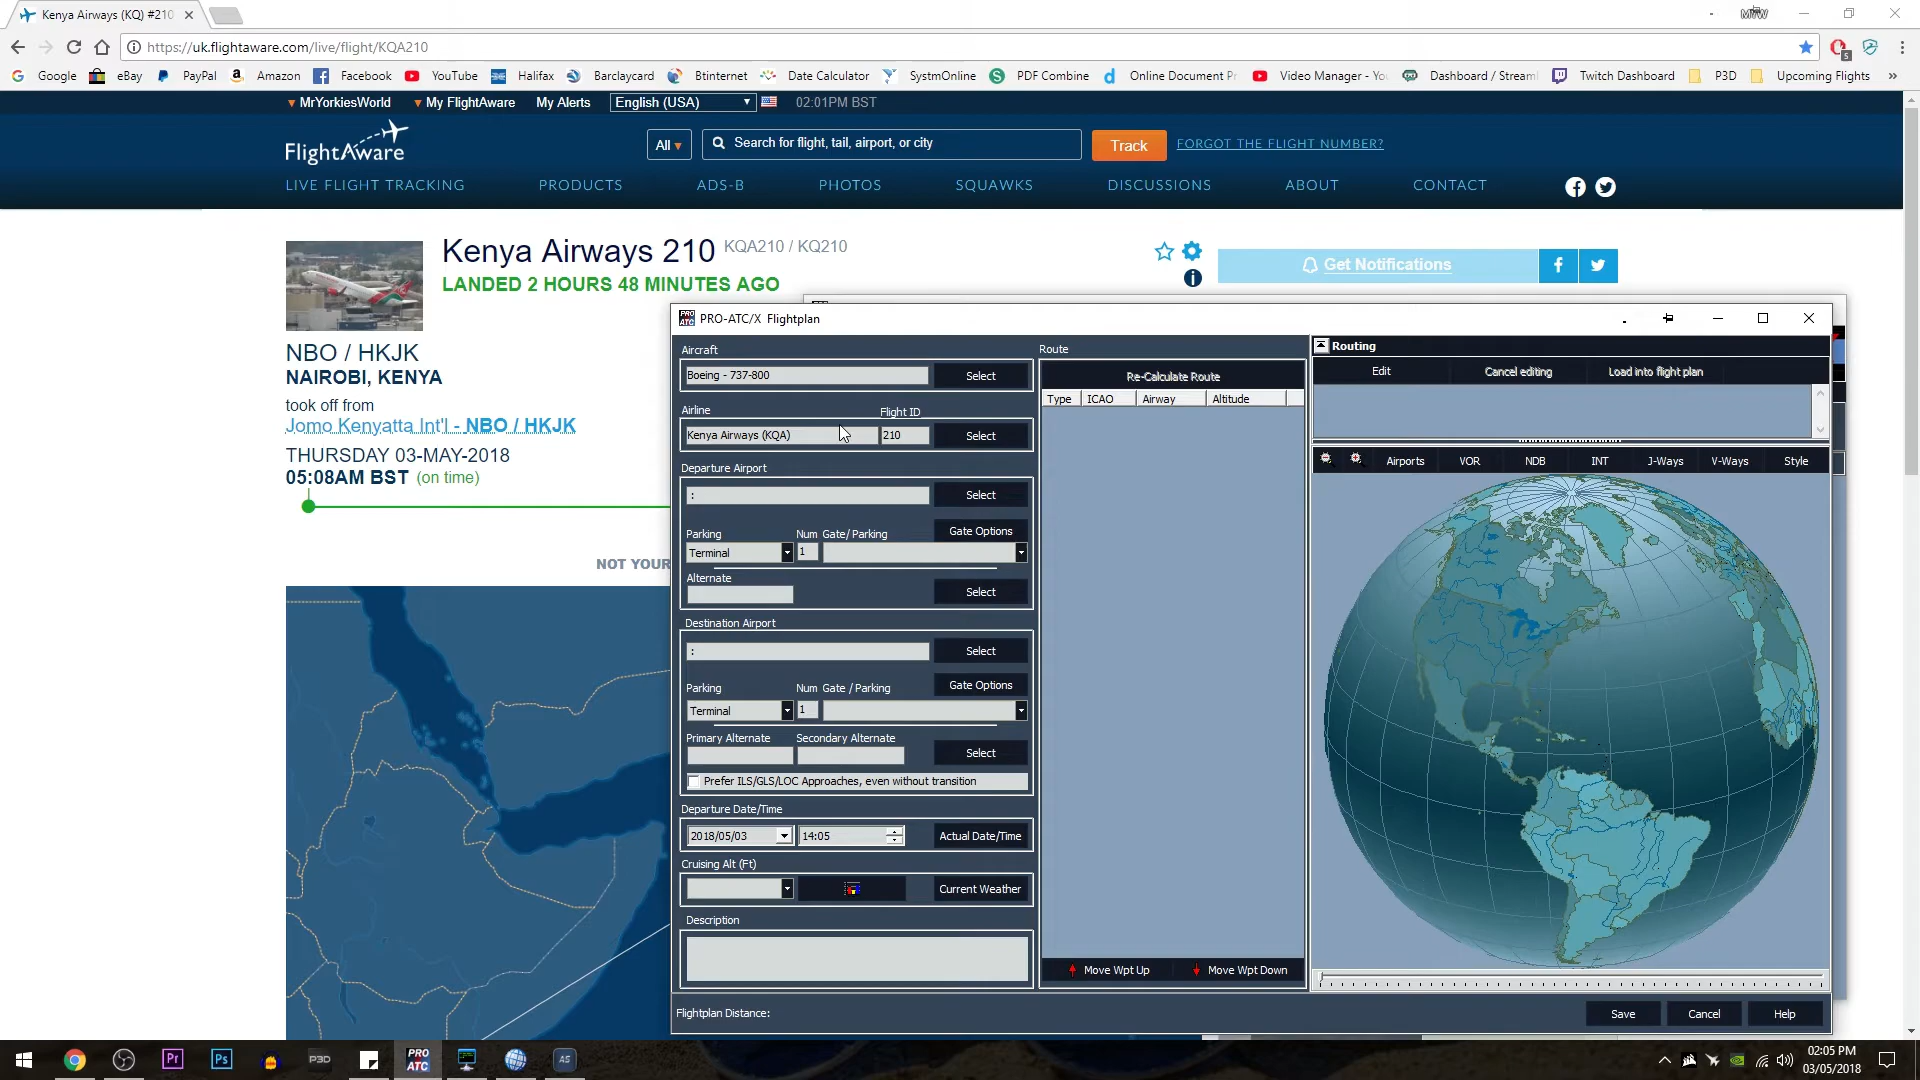 Kenya Airways (KQ) #210
MYW
https://uk.flightaware.com/live/flight/KQA210
Google eBay PayPal Amazon Facebook YouTube Halifax Barclaycard Btinternet Date Calculator SystmOnline PDF Combine Online Document Pr Video Manager - You Dashboard / Streaml Twitch Dashboard P3D Upcoming Flights »
MrYorkiesWorld My FlightAware My Alerts English (USA) 02:01PM BST
FlightAware
All Search for flight, tail, airport, or city Track FORGOT THE FLIGHT NUMBER?
LIVE FLIGHT TRACKING PRODUCTS ADS-B PHOTOS SQUAWKS DISCUSSIONS ABOUT CONTACT
Kenya Airways 210 KQA210 / KQ210
LANDED 2 HOURS 48 MINUTES AGO
Get Notifications
NBO / HKJK
NAIROBI, KENYA
took off from
Jomo Kenyatta Int'l - NBO / HKJK
THURSDAY 03-MAY-2018
05:08AM BST (on time)
NOT YOUR
PRO ATC PRO-ATC/X Flightplan
Aircraft
Boeing - 737-800 Select
Airline Flight ID
Kenya Airways (KQA) 210 Select
Departure Airport
: Select
Parking Num Gate/ Parking Gate Options
Terminal 1
Alternate
Select
Destination Airport
: Select
Parking Num Gate / Parking Gate Options
Terminal 1
Primary Alternate Secondary Alternate
Select
Prefer ILS/GLS/LOC Approaches, even without transition
Departure Date/Time
2018/05/03 14:05 Actual Date/Time
Cruising Alt (Ft)
Current Weather
Description
Route
Re-Calculate Route
Type ICAO Airway Altitude
Move Wpt Up Move Wpt Down
Routing
Edit Cancel editing Load into flight plan
Airports VOR NDB INT J-Ways V-Ways Style
Flightplan Distance:
Save Cancel Help
Pr Ps P3D PRO ATC AS
02:05 PM
03/05/2018